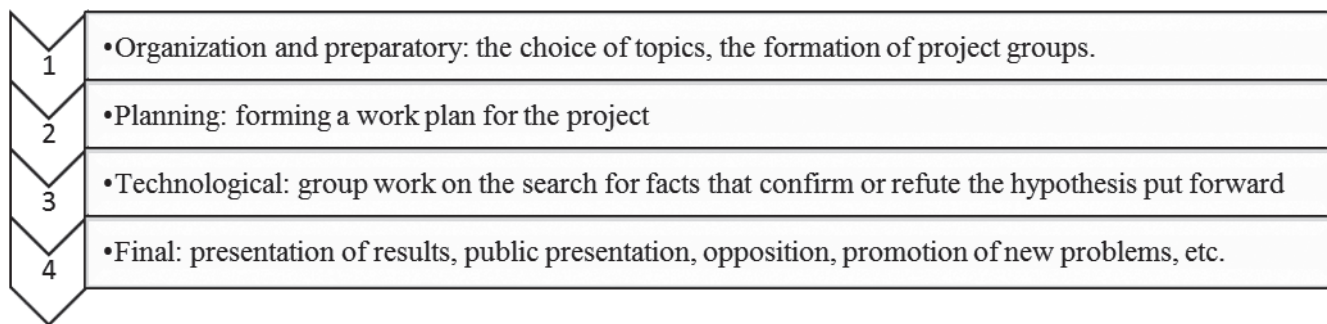 1
•Organization and preparatory: the choice of topics, the formation of project groups.
2
•Planning: forming a work plan for the project
3
•Technological: group work on the search for facts that confirm or refute the hypothesis put forward
4
•Final: presentation of results, public presentation, opposition, promotion of new problems, etc.